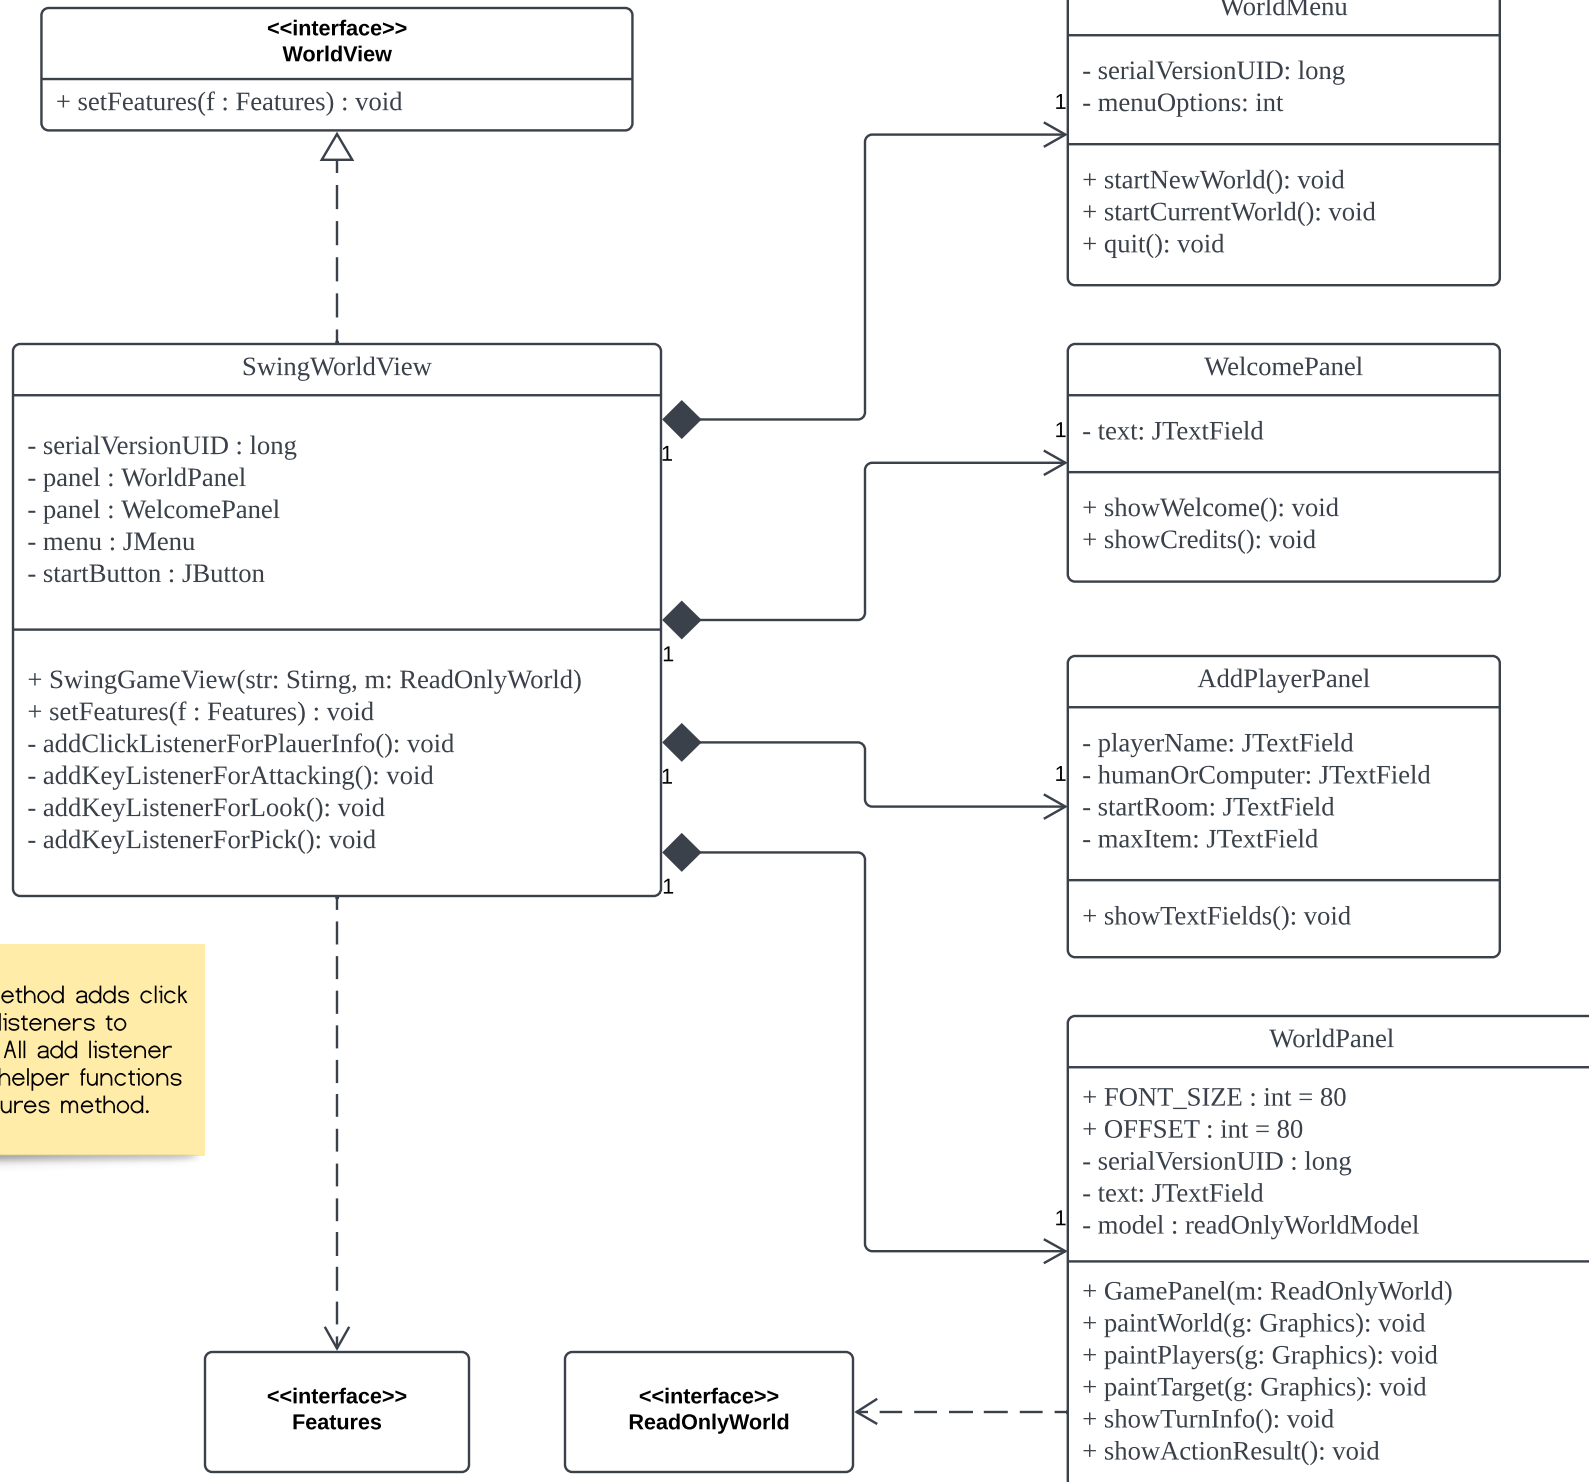 <<interface>>
WorldView
+ setFeatures(f : Features) : void
SwingWorldView
- serialVersionUID : long
- panel : WorldPanel
- panel : WelcomePanel
- menu : JMenu
- startButton : JButton
+ SwingGameView(str: Stirng, m: ReadOnlyWorld)
+ setFeatures(f : Features) : void
- addClickListenerForPlauerInfo(): void
- addKeyListenerForAttacking(): void
- addKeyListenerForLook(): void
- addKeyListenerForPick(): void
1
1
1
1
ethod adds click
listeners to
All add listener
helper functions
ures method.
<<interface>>
Features
<<interface>>
ReadOnlyWorld
WorldMenu
1
- serialVersionUID: long
- menuOptions: int
+ startNewWorld(): void
+ startCurrentWorld(): void
+ quit(): void
WelcomePanel
1
- text: JTextField
+ showWelcome(): void
+ showCredits(): void
AddPlayerPanel
1
- playerName: JTextField
- humanOrComputer: JTextField
- startRoom: JTextField
- maxItem: JTextField
+ showTextFields(): void
WorldPanel
1
+ FONT_SIZE : int = 80
+ OFFSET : int = 80
- serialVersionUID : long
- text: JTextField
- model : readOnlyWorldModel
+ GamePanel(m: ReadOnlyWorld)
+ paintWorld(g: Graphics): void
+ paintPlayers(g: Graphics): void
+ paintTarget(g: Graphics): void
+ showTurnInfo(): void
+ showActionResult(): void